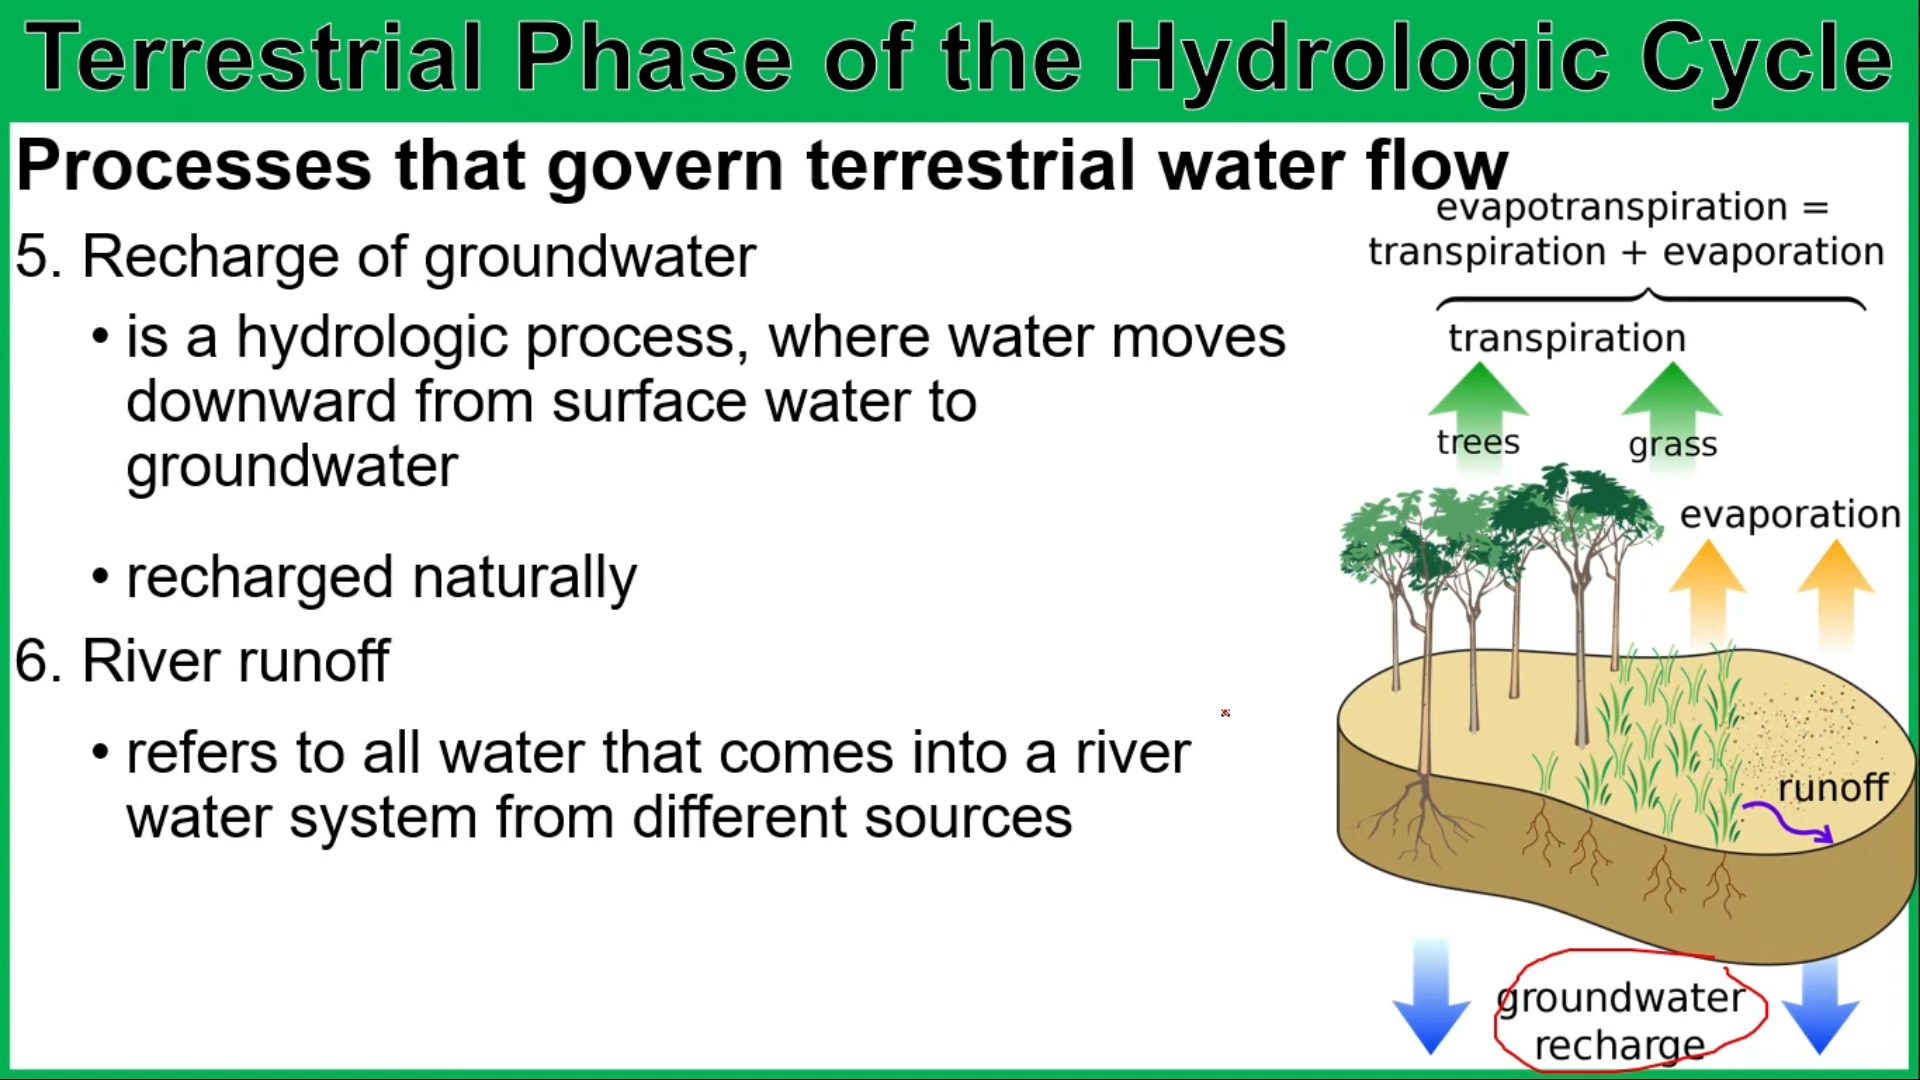 Terrestrial Phase of the Hydrologic Cycle
Processes that govern terrestrial water flow
5. Recharge of groundwater
• is a hydrologic process, where water moves
downward from surface water to
groundwater
• recharged naturally
6. River runoff
• refers to all water that comes into a river
water system from different sources
evapotranspiration =
transpiration + evaporation
transpiration
trees
grass
evaporation
runoff
groundwater
recharge